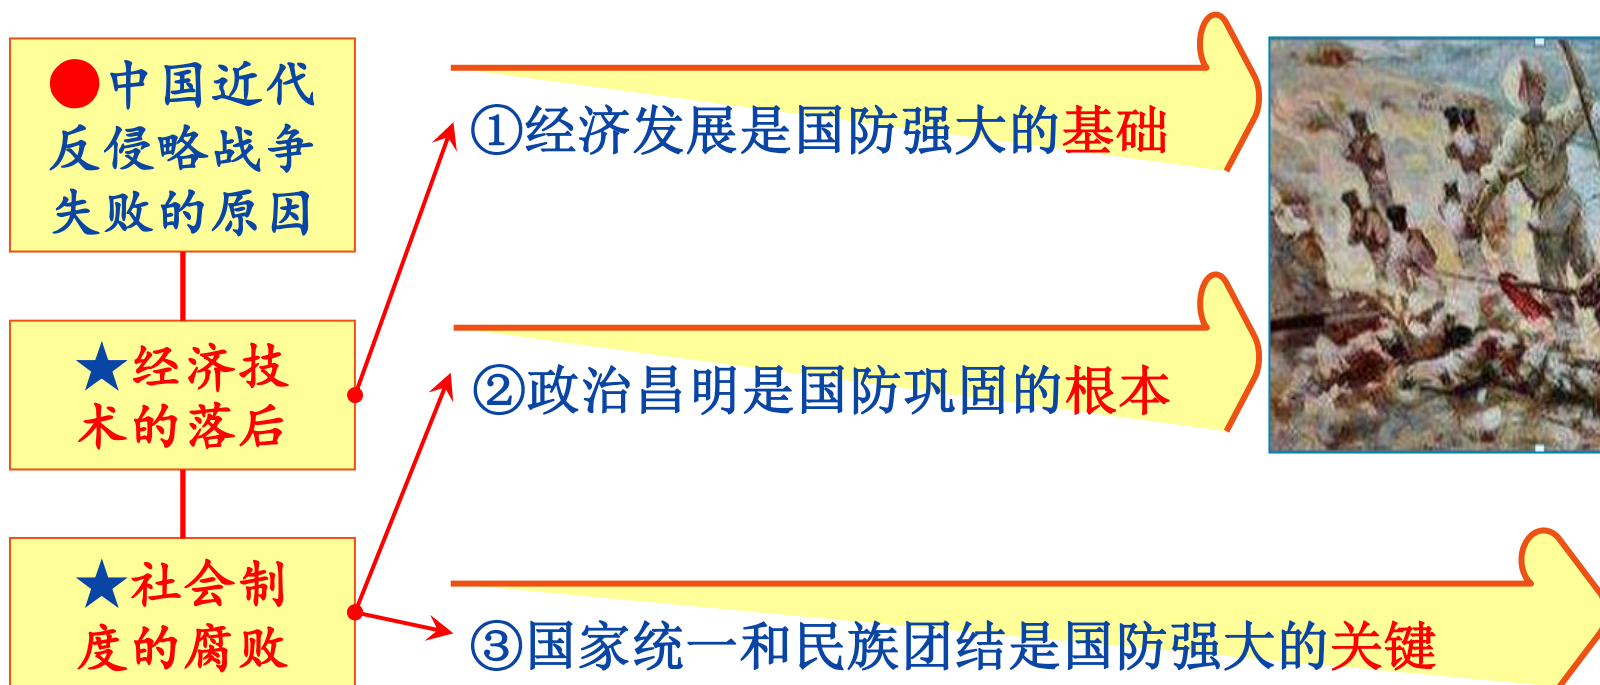 ●中国近代
反侵略战争
失败的原因
★经济技
术的落后
★社会制
度的腐败
①经济发展是国防强大的基础
②政治昌明是国防巩固的根本
③国家统一和民族团结是国防强大的关键